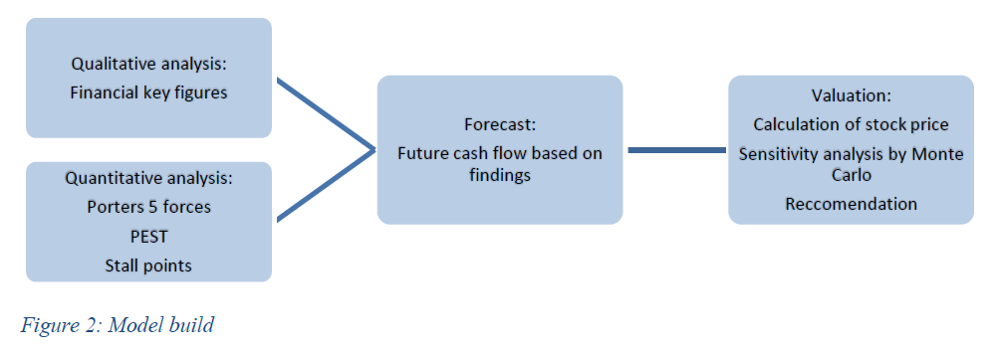 Qualitative analysis:
Financial key figures
Quantitative analysis:
Porters 5 forces
PEST
Stall points
Forecast:
Future cash flow based on
findings
Valuation:
Calculation of stock price
Sensitivity analysis by Monte
Carlo
Reccomendation
Figure 2: Model build